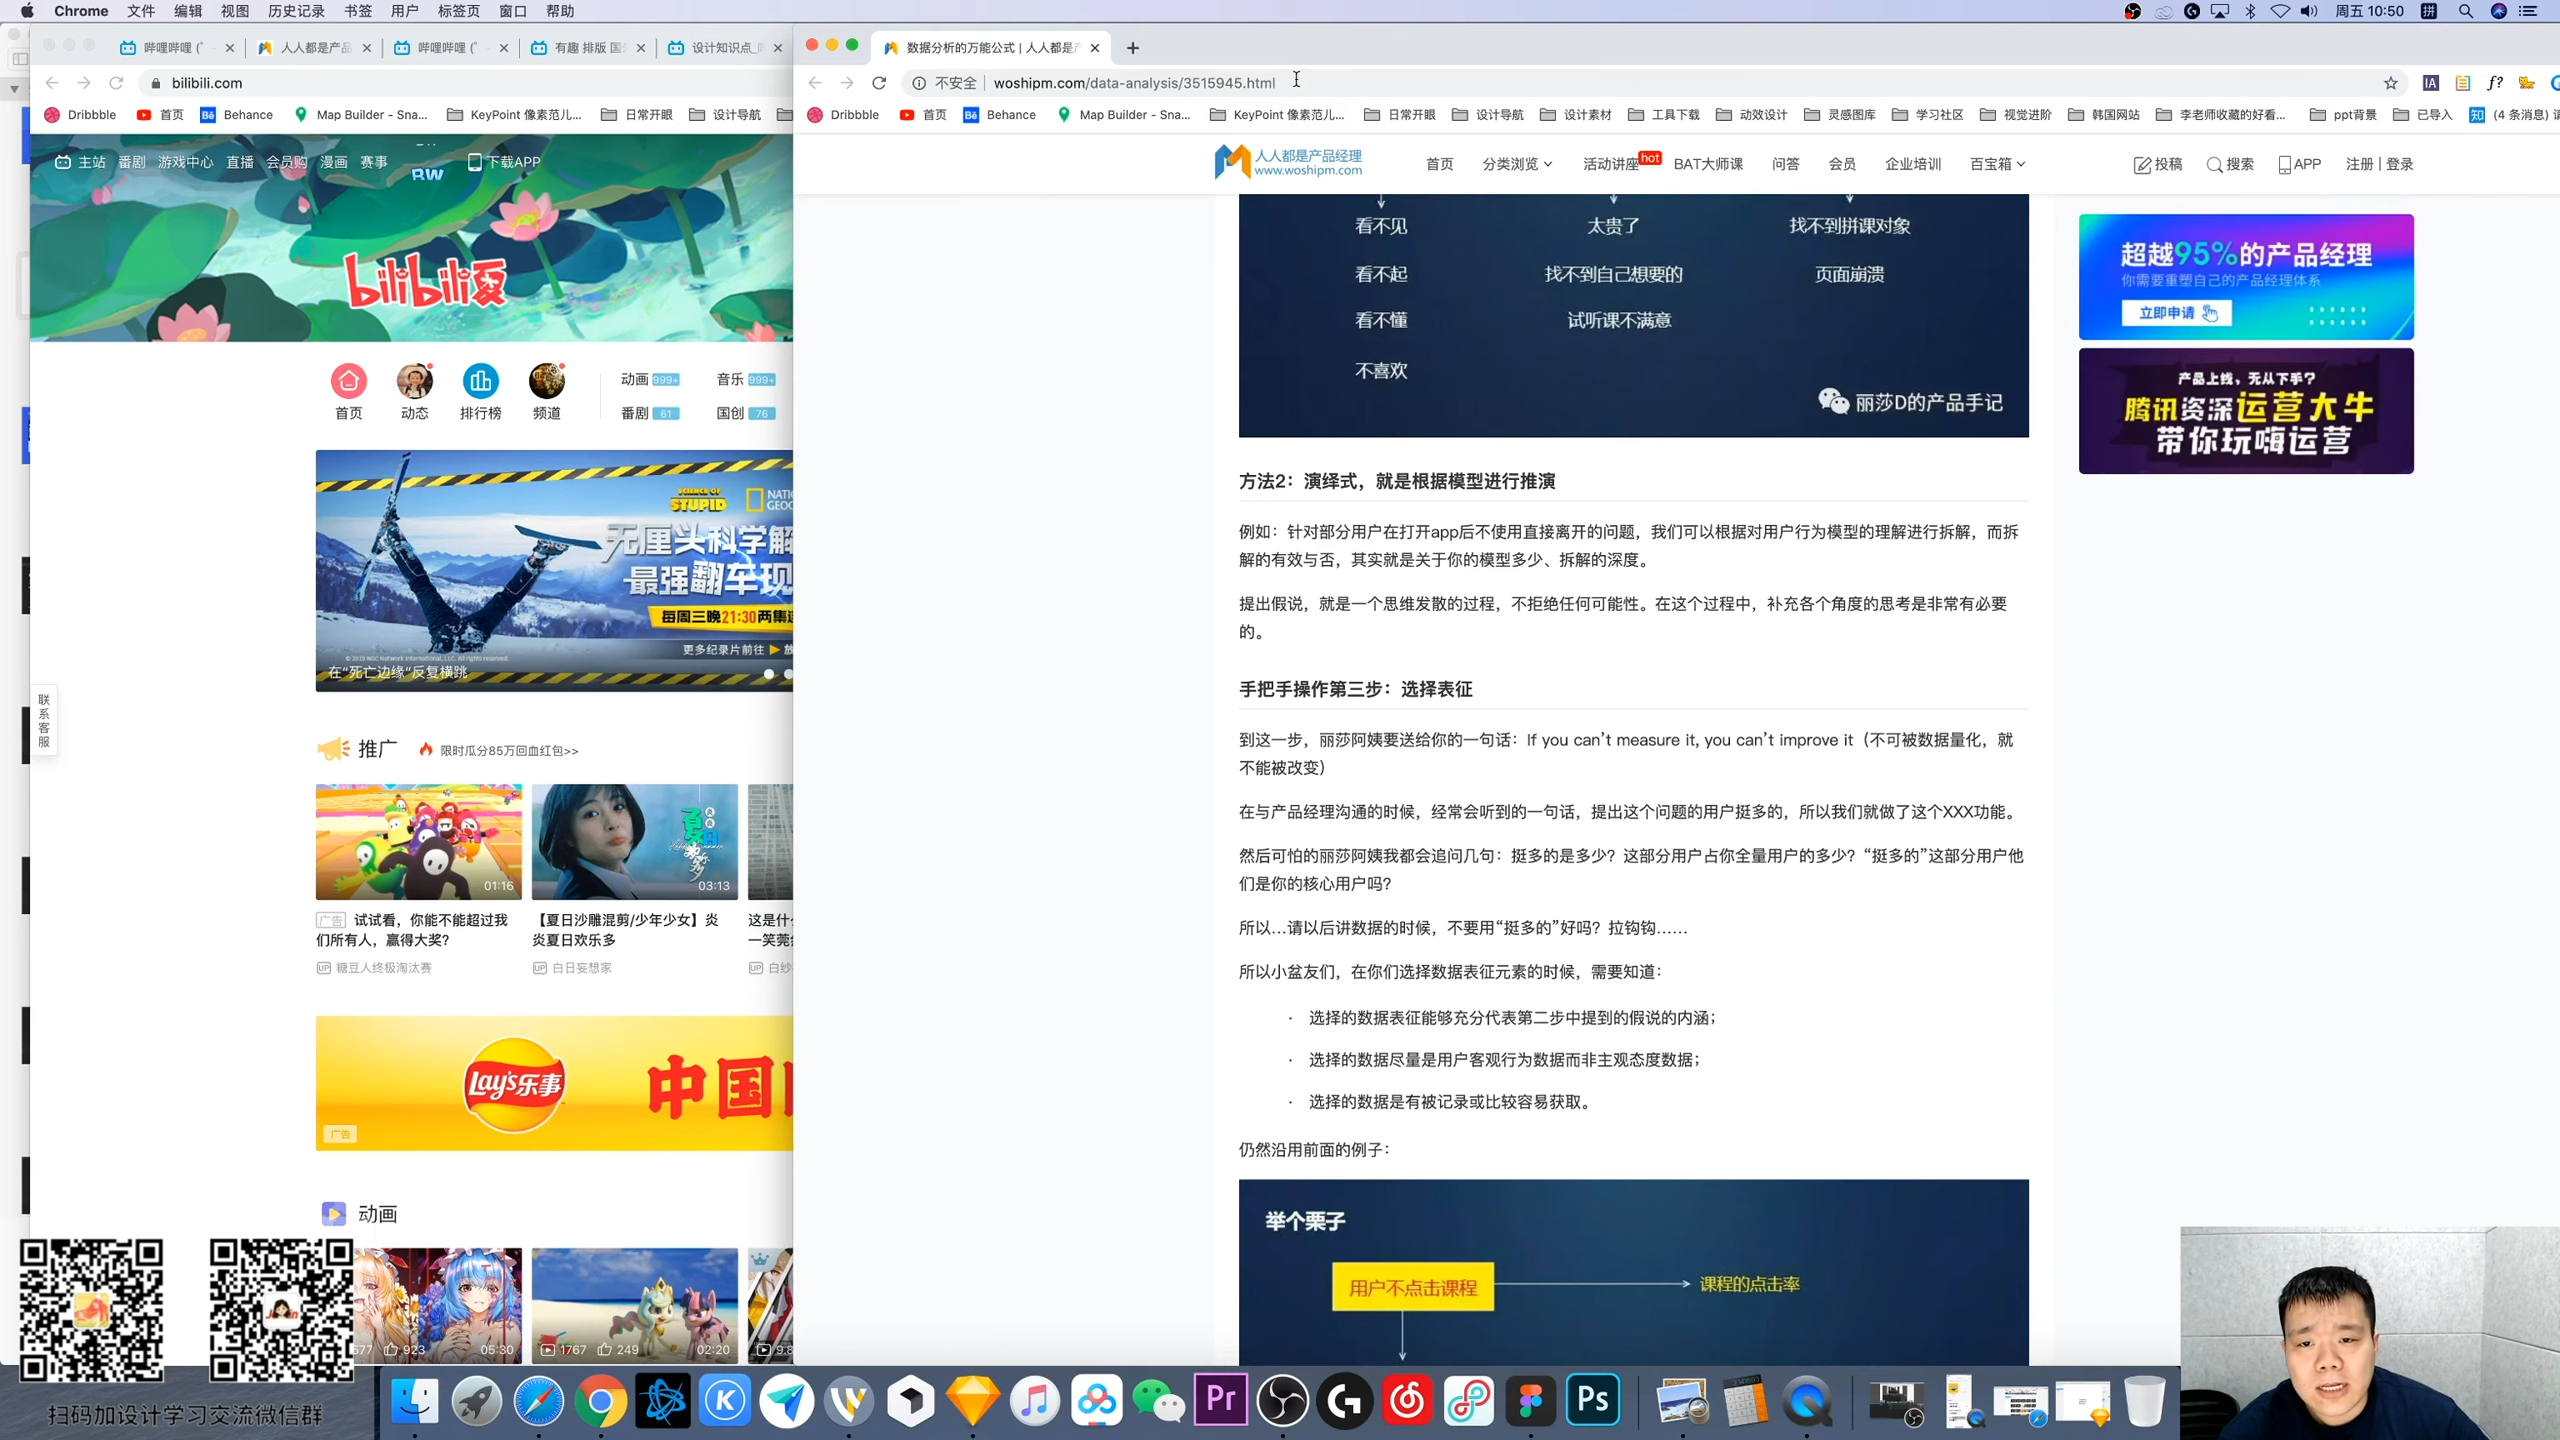 Chrome 文件 编辑 视图 历史记录 书签 用户 标签页 窗口 帮助
周五 10:50
哔哩哔哩 (゜
人人都是产品
哔哩哔哩 (゜
有趣 排版 国
设计知识点_
bilibili.com
Dribbble 首页 Behance Map Builder - Sna... KeyPoint 像素范儿... 日常开眼 设计导航
主站 番剧 游戏中心 直播 会员购 漫画 赛事 BW 下载APP
bilibili夏
首页 动态 排行榜 频道
动画 999+ 音乐 999+
番剧 61 国创 76
SCIENCE OF STUPID
无厘头科学解
最强翻车现
每周三晚21:30两集
更多纪录片前往
在“死亡边缘”反复横跳
联系客服
推广 限时瓜分85万回血红包>>
01:16
03:13
广告 试试看，你能不能超过我
们所有人，赢得大奖？
UP 糖豆人终极淘汰赛
【夏日沙雕混剪/少年少女】炎
炎夏日欢乐多
UP 白日妄想家
这是什
一笑莞
UP 白纱
Lay's乐事
中国
广告
动画
923 05:30
1767 249 02:20
9.8
扫码加设计学习交流微信群
数据分析的万能公式 | 人人都是
不安全 woshipm.com/data-analysis/3515945.html
Dribbble 首页 Behance Map Builder - Sna... KeyPoint 像素范儿... 日常开眼 设计导航 设计素材 工具下载 动效设计 灵感图库 学习社区 视觉进阶 韩国网站 李老师收藏的好看... ppt背景 已导入 (4 条消息)
人人都是产品经理
www.woshipm.com
首页 分类浏览 活动讲座 hot BAT大师课 问答 会员 企业培训 百宝箱 投稿 搜索 APP 注册 | 登录
看不见 太贵了 找不到拼课对象
看不起 找不到自己想要的 页面崩溃
看不懂 试听课不满意
不喜欢
丽莎D的产品手记
超越95%的产品经理
你需要重塑自己的产品经理体系
立即申请
产品上线，无从下手？
腾讯资深运营大牛
带你玩嗨运营
方法2：演绎式，就是根据模型进行推演
例如：针对部分用户在打开app后不使用直接离开的问题，我们可以根据对用户行为模型的理解进行拆解，而拆
解的有效与否，其实就是关于你的模型多少、拆解的深度。
提出假说，就是一个思维发散的过程，不拒绝任何可能性。在这个过程中，补充各个角度的思考是非常有必要
的。
手把手操作第三步：选择表征
到这一步，丽莎阿姨要送给你的一句话：If you can’t measure it, you can’t improve it（不可被数据量化，就
不能被改变）
在与产品经理沟通的时候，经常会听到的一句话，提出这个问题的用户挺多的，所以我们就做了这个XXX功能。
然后可怕的丽莎阿姨我都会追问几句：挺多的是多少？这部分用户占你全量用户的多少？“挺多的”这部分用户他
们是你的核心用户吗？
所以…请以后讲数据的时候，不要用“挺多的”好吗？拉钩钩……
所以小盆友们，在你们选择数据表征元素的时候，需要知道：
· 选择的数据表征能够充分代表第二步中提到的假说的内涵；
· 选择的数据尽量是用户客观行为数据而非主观态度数据；
· 选择的数据是有被记录或比较容易获取。
仍然沿用前面的例子：
举个栗子
用户不点击课程
课程的点击率
Pr
Ps